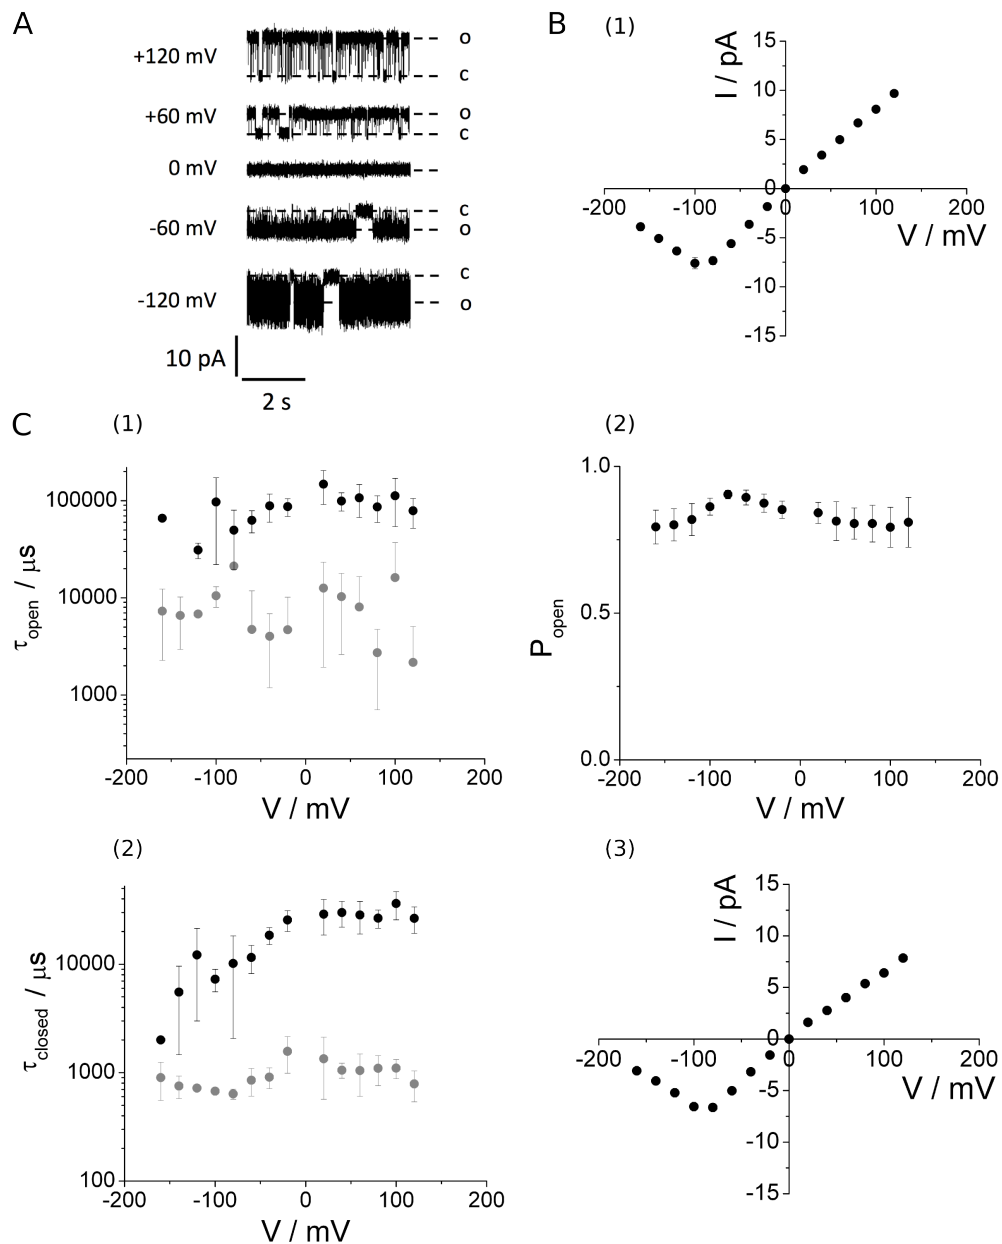 A
+120 mV
o
c
+60 mV
o
c
0 mV
-60 mV
c
o
-120 mV
c
o
10 pA
2 s
B
(1)
I / pA
15
10
5
0
-5
-10
-15
-200
-100
0
100
200
V / mV
C
(1)
τopen / μs
100000
10000
1000
-200
-100
0
100
200
V / mV
(2)
Popen
1.0
0.5
0.0
-200
-100
0
100
200
V / mV
(2)
τclosed / μs
10000
1000
100
-200
-100
0
100
200
V / mV
(3)
I / pA
15
10
5
0
-5
-10
-15
-200
-100
0
100
200
V / mV